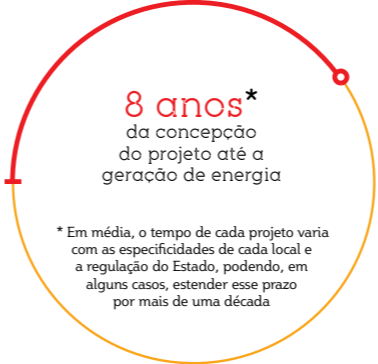 8 anos*
da concepção
do projeto até a
geração de energia
* Em média, o tempo de cada projeto varia
com as especificidades de cada local e
a regulação do Estado, podendo, em
alguns casos, estender esse prazo
por mais de uma década